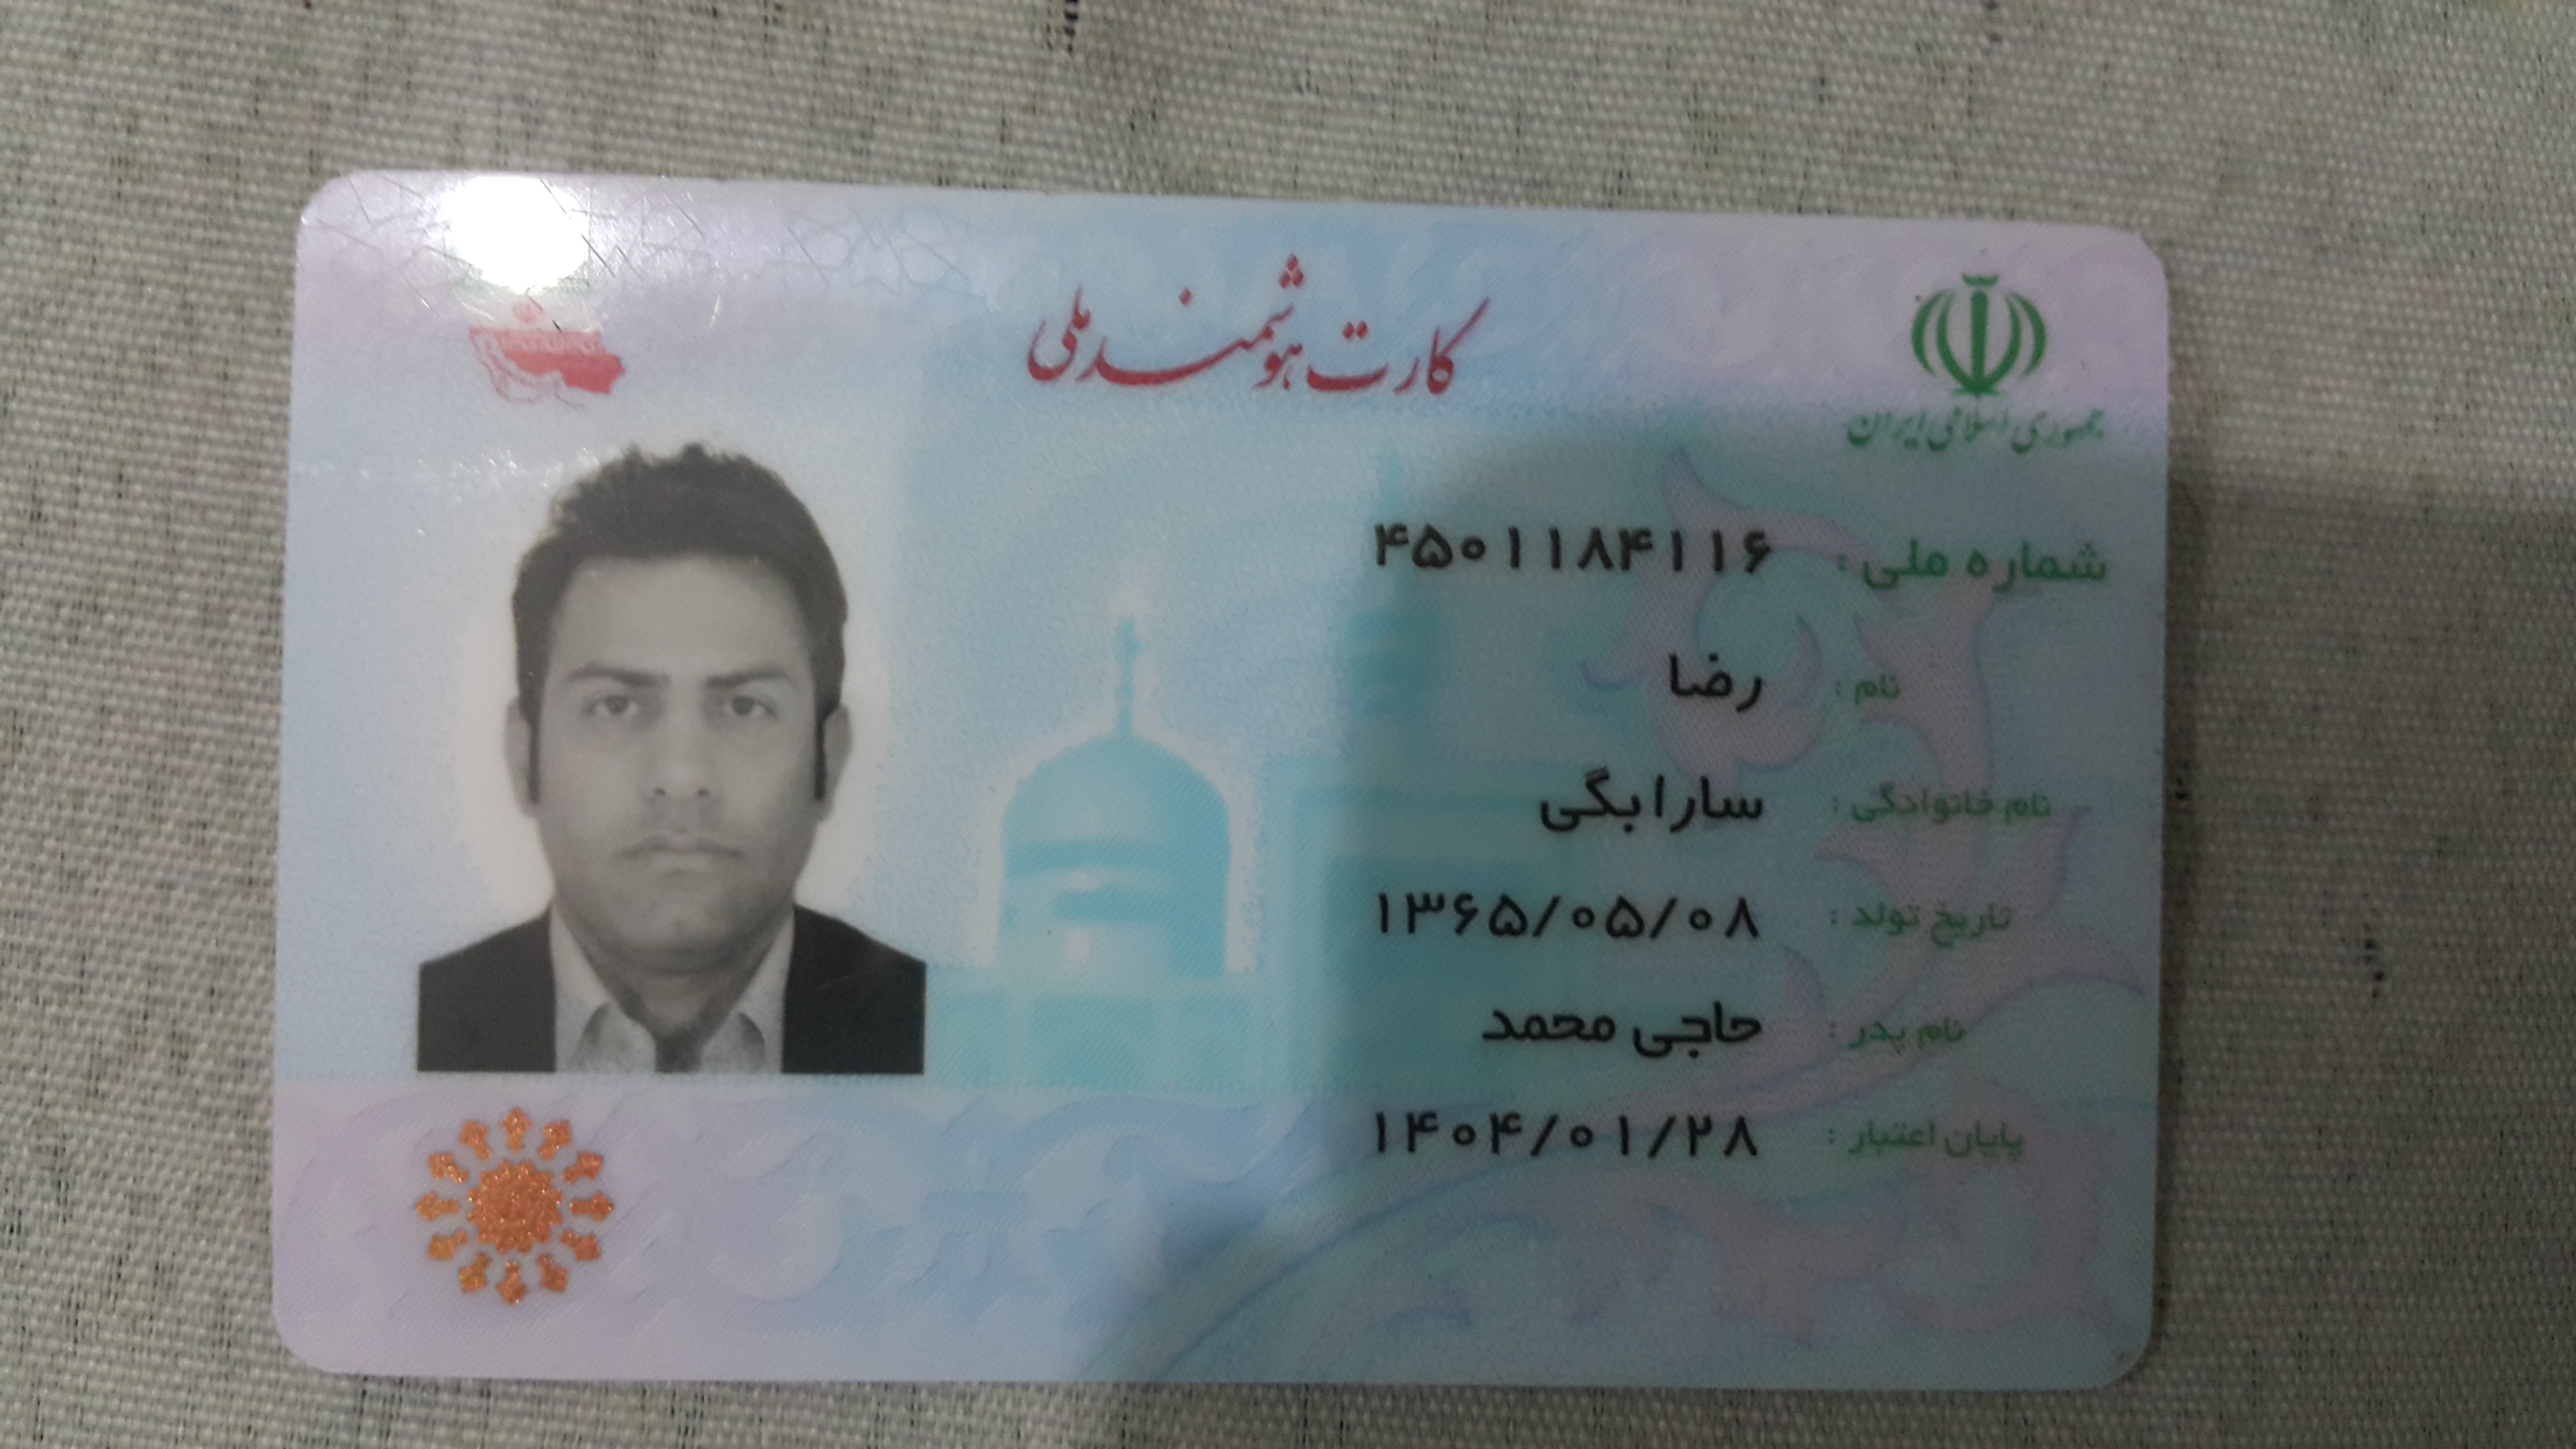 کارت هوشمند ملی
جمهوری اسلامی ایران
شماره ملی : ۴۵۰۱۱۸۴۱۱۶
نام : رضا
نام خانوادگی : سارابگی
تاریخ تولد : ۱۳۶۵/۰۵/۰۸
نام پدر : حاجی محمد
پایان اعتبار : ۱۴۰۴/۰۱/۲۸